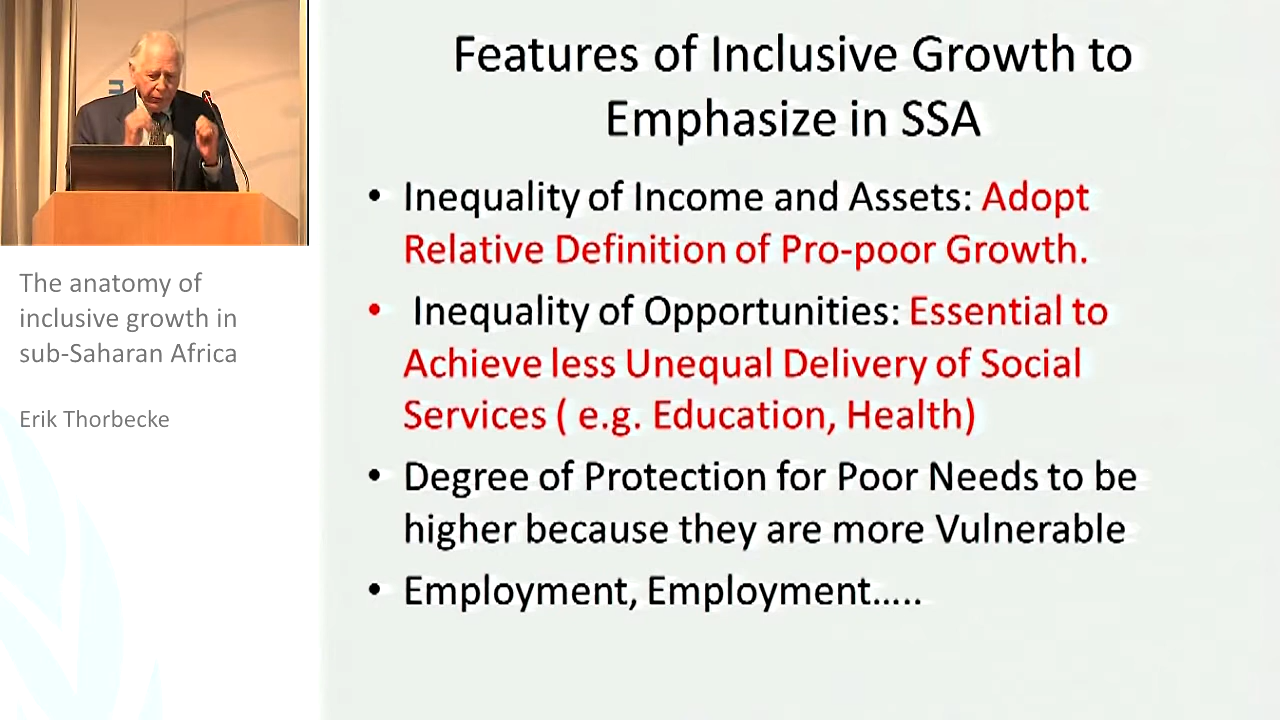 Features of Inclusive Growth to
Emphasize in SSA
• Inequality of Income and Assets: Adopt
Relative Definition of Pro-poor Growth.
• Inequality of Opportunities: Essential to
Achieve less Unequal Delivery of Social
Services ( e.g. Education, Health)
• Degree of Protection for Poor Needs to be
higher because they are more Vulnerable
• Employment, Employment…..
The anatomy of
inclusive growth in
sub-Saharan Africa
Erik Thorbecke